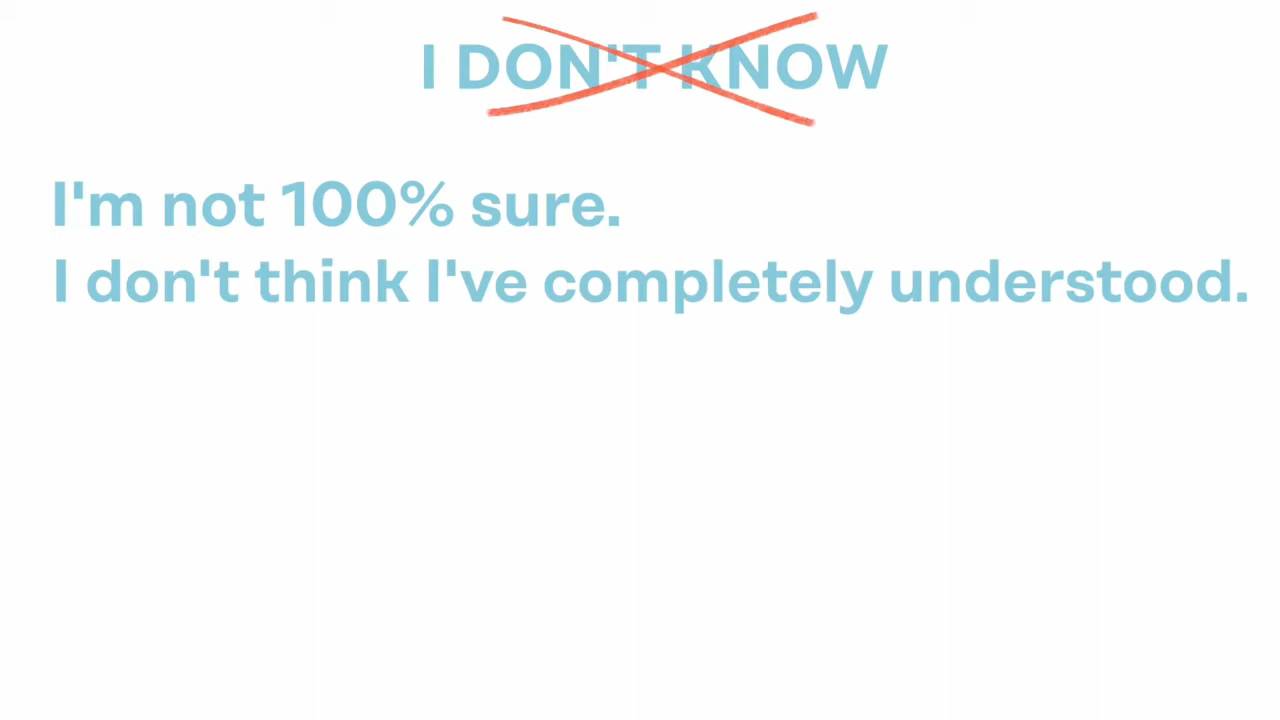 I DON'T KNOW
I'm not 100% sure.
I don't think I've completely understood.